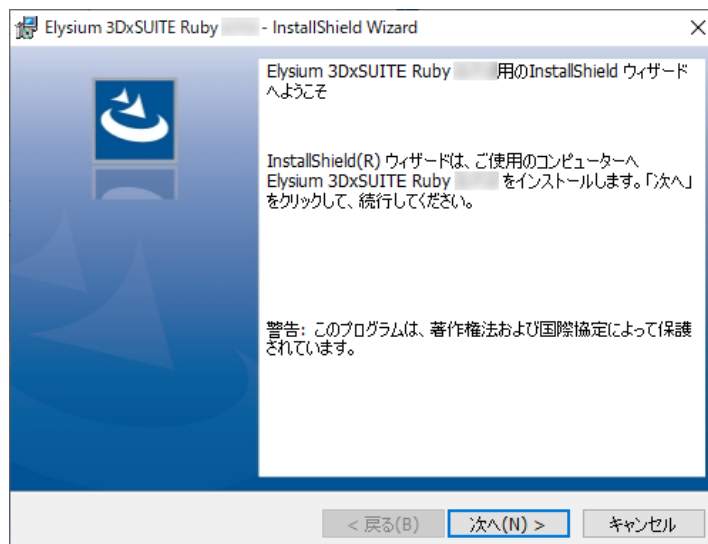 Elysium 3DxSUITE Ruby - InstallShield Wizard
Elysium 3DxSUITE Ruby 用のInstallShield ウィザード
へようこそ
InstallShield(R) ウィザードは、ご使用のコンピューターへ
Elysium 3DxSUITE Ruby をインストールします。「次へ」
をクリックして、続行してください。
警告: このプログラムは、著作権法および国際協定によって保護
されています。
< 戻る(B)
次へ(N) >
キャンセル